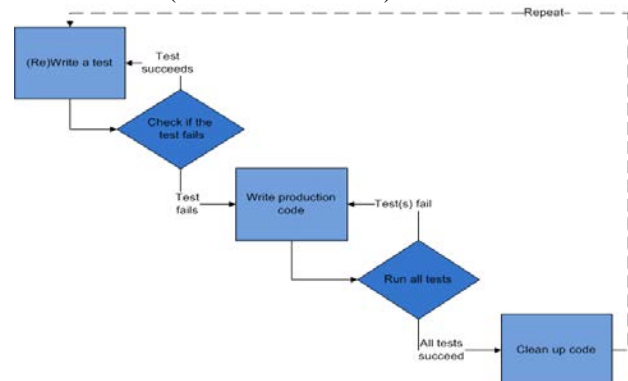 Repeat
(Re)Write a test
Test
succeeds
Check if the
test fails
Test
fails
Write production
code
Test(s) fail
Run all tests
All tests
succeed
Clean up code